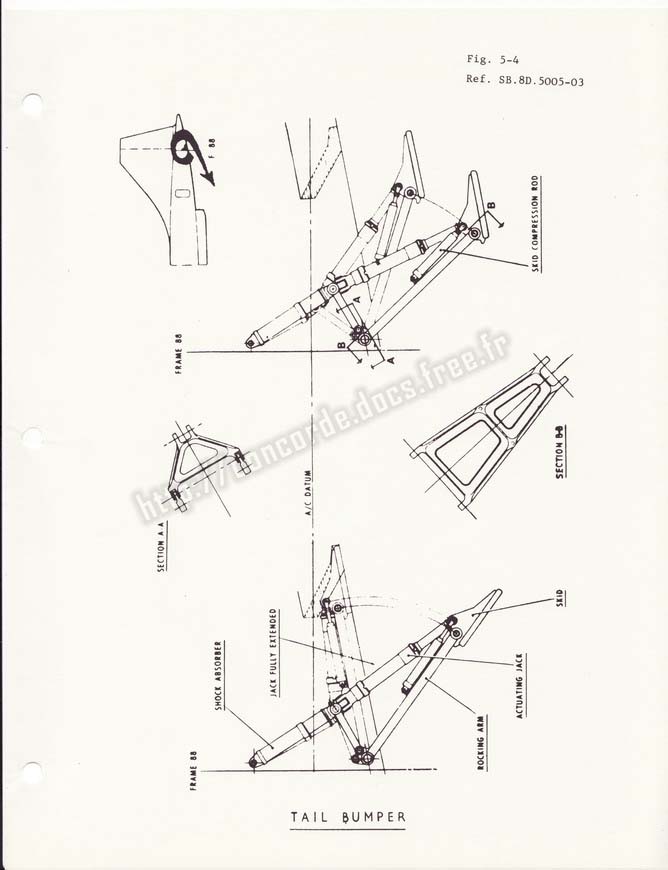 Fig. 5-4
Ref. SB.8D.5005-03
F 88
B
SKID COMPRESSION ROD
A
B
A
FRAME 88
http://concorde.docs.free.fr
SECTION B-B
A/C DATUM
SECTION A.A
SKID
JACK FULLY EXTENDED
SHOCK ABSORBER
ACTUATING JACK
ROCKING ARM
FRAME 88
TAIL BUMPER